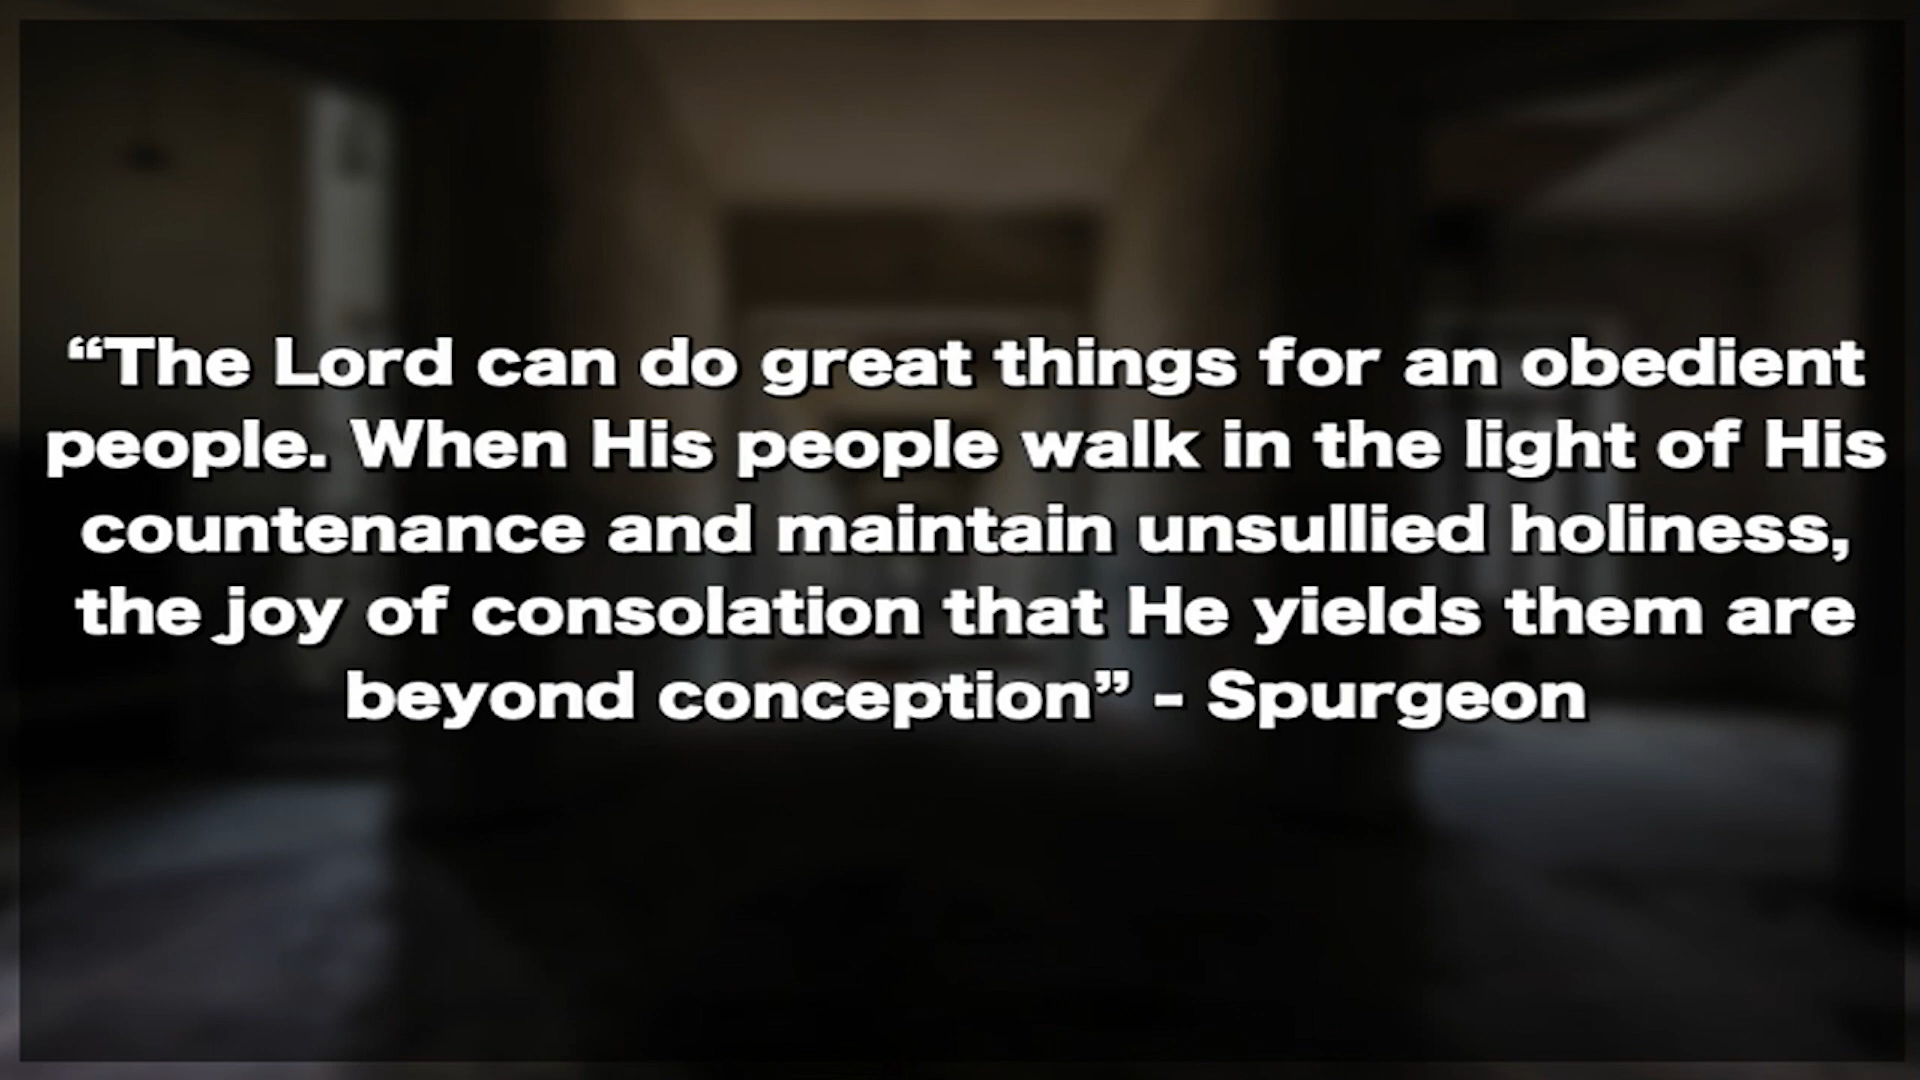 “The Lord can do great things for an obedient
people. When His people walk in the light of His
countenance and maintain unsullied holiness,
the joy of consolation that He yields them are
beyond conception” - Spurgeon